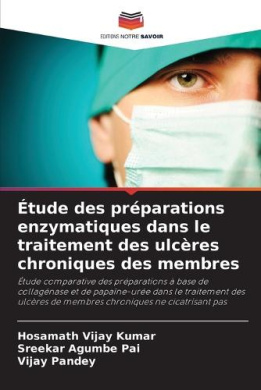 EDITIONS NOTRE SAVOIR
Étude des préparations
enzymatiques dans le
traitement des ulcères
chroniques des membres
Étude comparative des préparations à base de
collagénase et de papaïne-urée dans le traitement des
ulcères de membres chroniques ne cicatrisant pas
Hosamath Vijay Kumar
Sreekar Agumbe Pai
Vijay Pandey